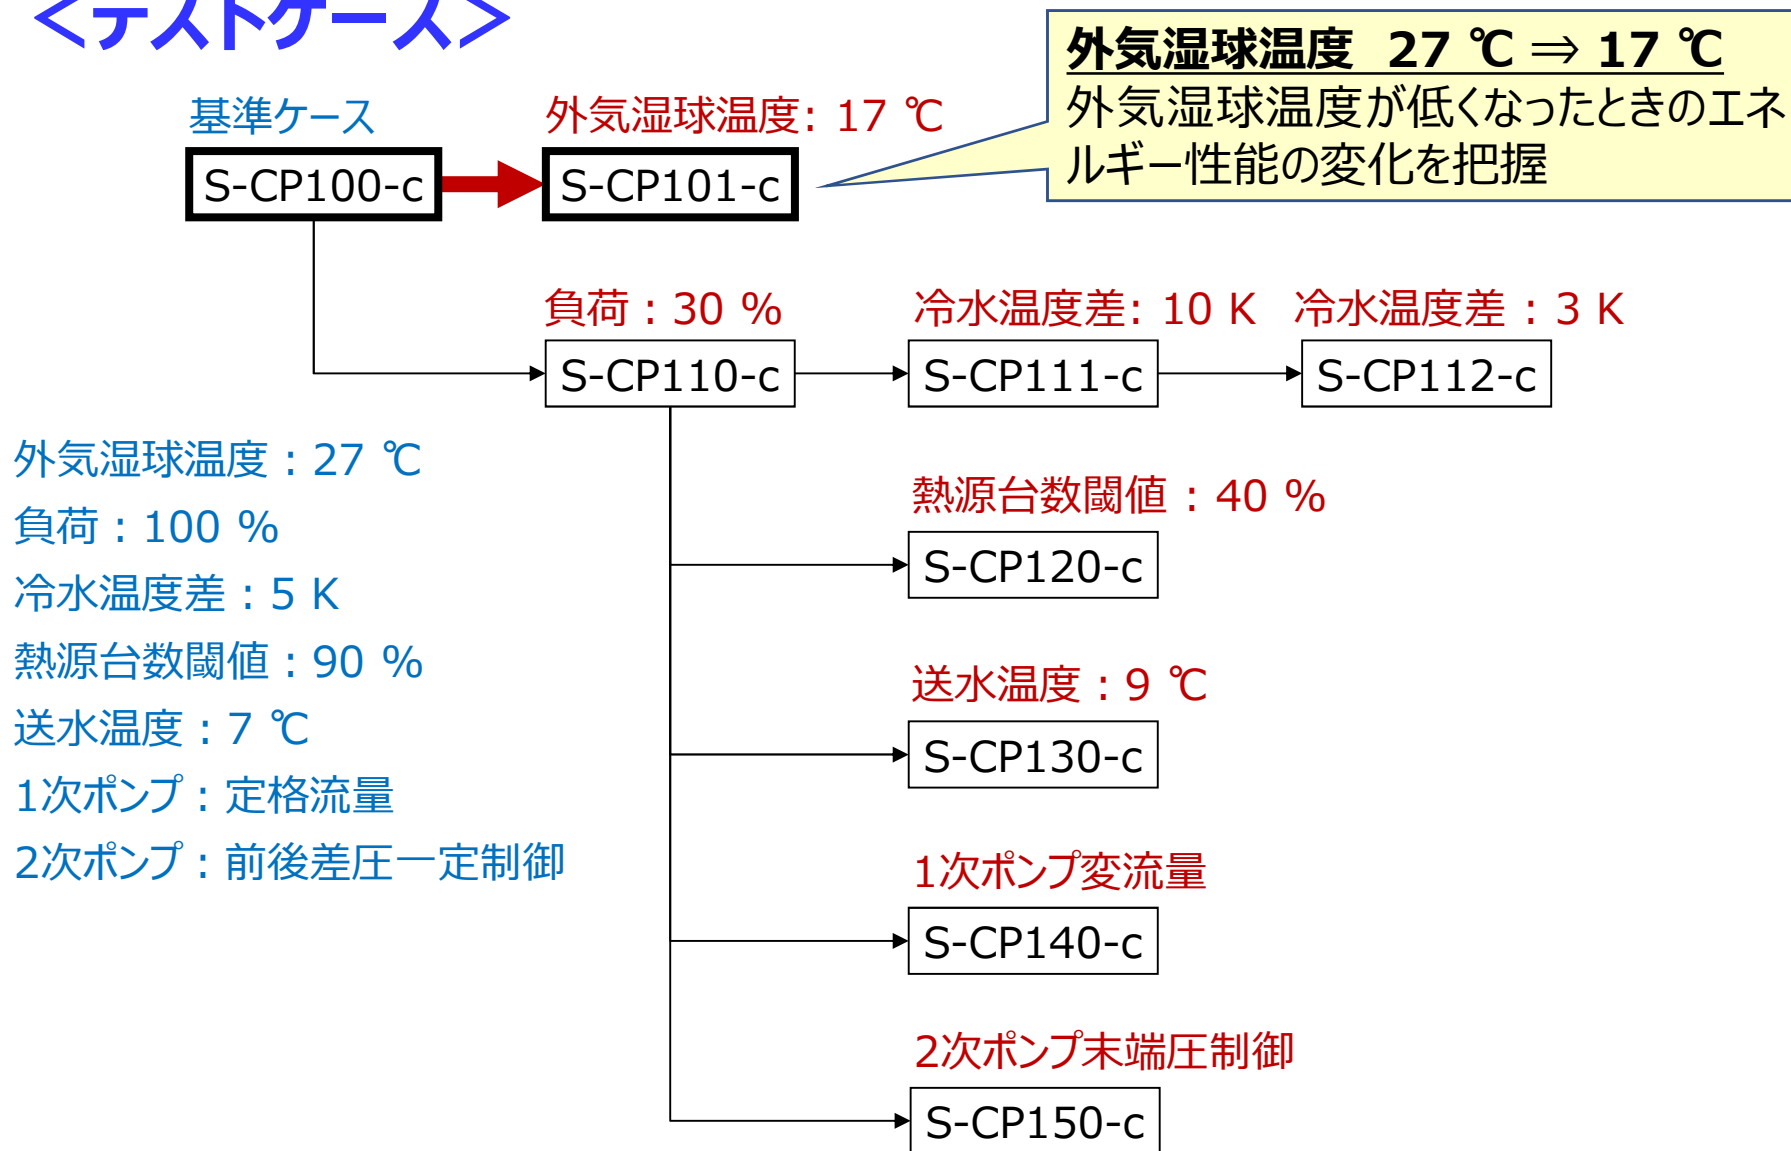 ＜テストケース＞
外気湿球温度 27 ℃ ⇒ 17 ℃
外気湿球温度が低くなったときのエネ
ルギー性能の変化を把握
基準ケース
外気湿球温度: 17 ℃
S-CP100-c
S-CP101-c
負荷：30 %
冷水温度差: 10 K
冷水温度差：3 K
S-CP110-c
S-CP111-c
S-CP112-c
外気湿球温度：27 ℃
負荷：100 %
冷水温度差：5 K
熱源台数閾値：90 %
送水温度：7 ℃
1次ポンプ：定格流量
2次ポンプ：前後差圧一定制御
熱源台数閾値：40 %
S-CP120-c
送水温度：9 ℃
S-CP130-c
1次ポンプ変流量
S-CP140-c
2次ポンプ末端圧制御
S-CP150-c